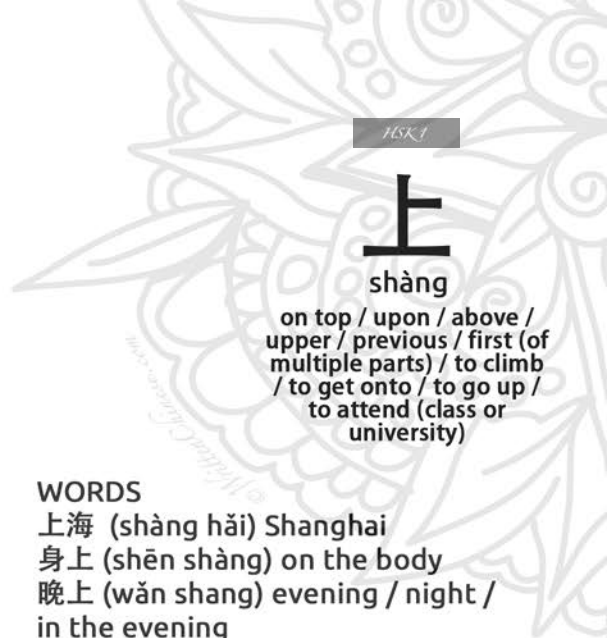 HSK 1
上
shàng
on top / upon / above /
upper / previous / first (of
multiple parts) / to climb
/ to get onto / to go up /
to attend (class or
university)
© WrittenChinese.com
WORDS
上海 (shàng hǎi) Shanghai
身上 (shēn shàng) on the body
晚上 (wǎn shang) evening / night /
in the evening